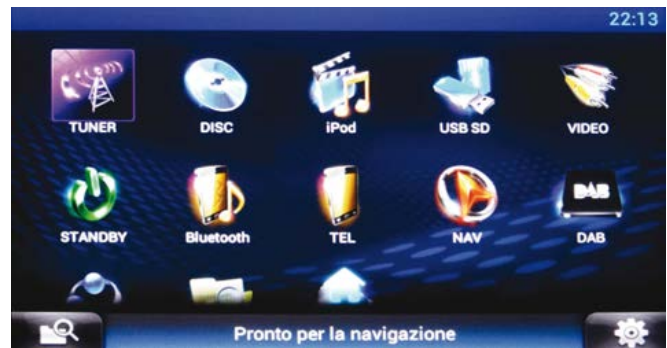 22:13
TUNER DISC iPod USB SD VIDEO
DAB
STANDBY Bluetooth TEL NAV DAB
Pronto per la navigazione